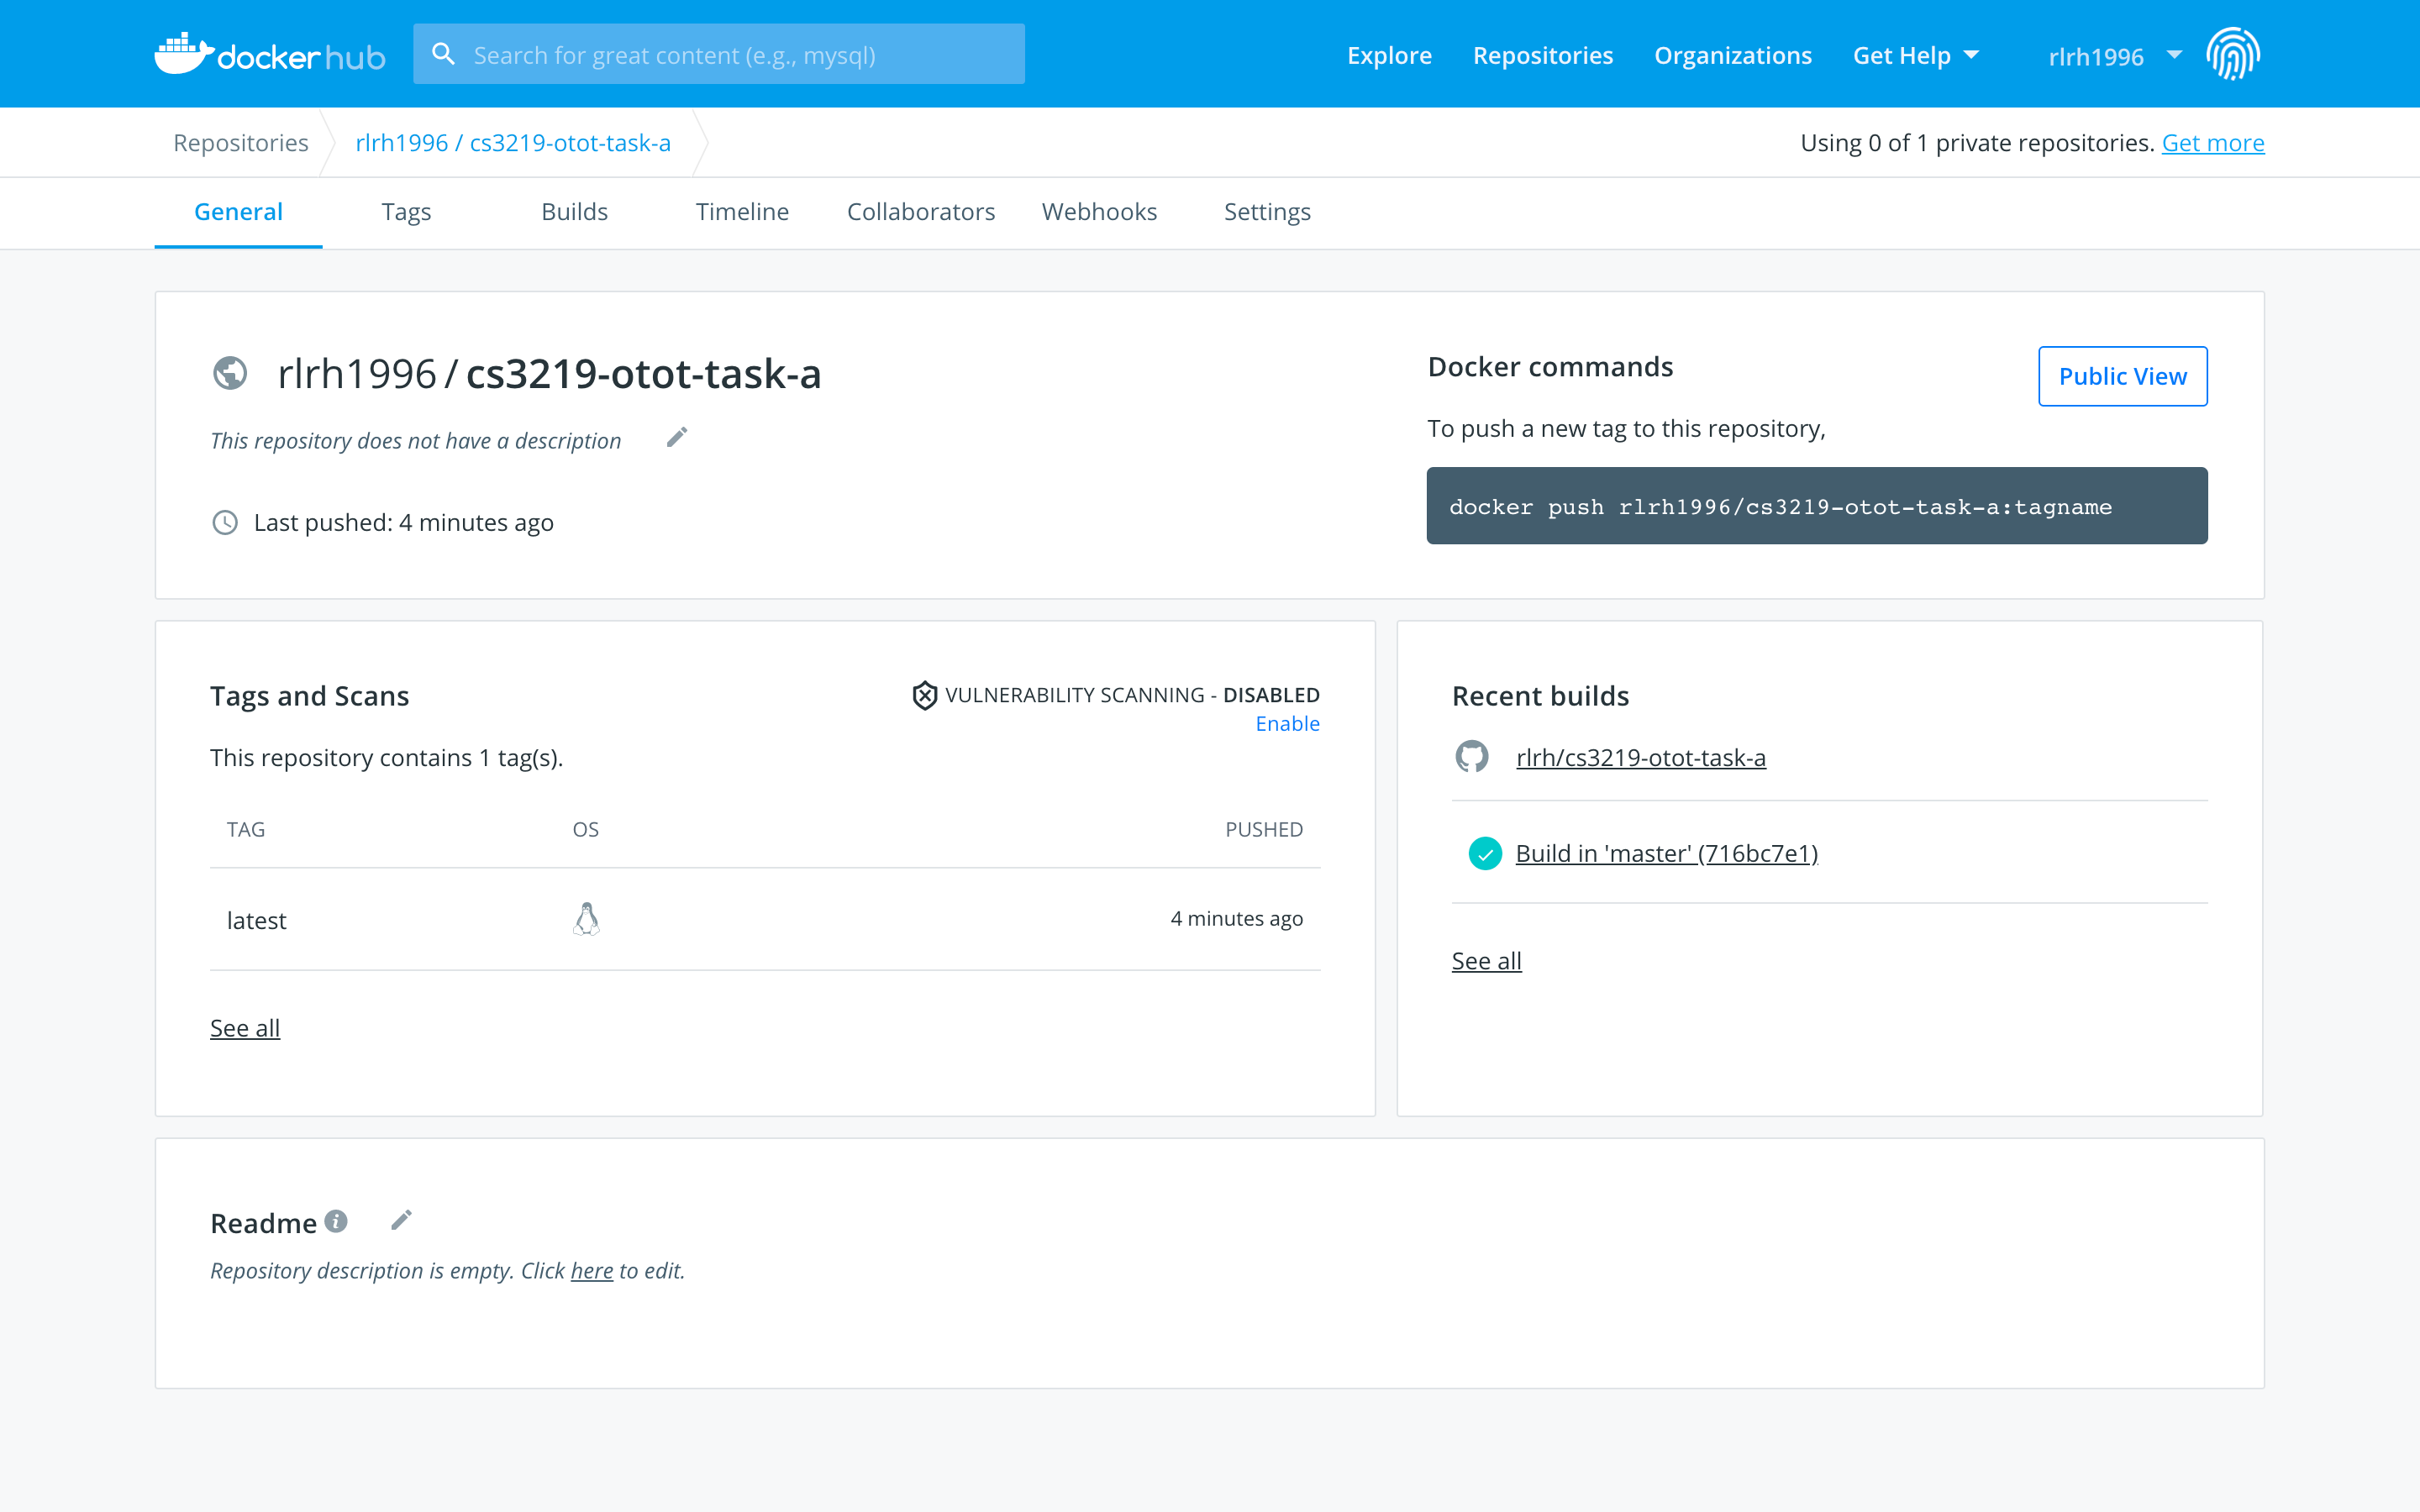 dockerhub
Search for great content (e.g., mysql)
Explore
Repositories
Organizations
Get Help
rlrh1996
Repositories
rlrh1996 / cs3219-otot-task-a
Using 0 of 1 private repositories. Get more
General
Tags
Builds
Timeline
Collaborators
Webhooks
Settings
rlrh1996 / cs3219-otot-task-a
This repository does not have a description
Last pushed: 4 minutes ago
Docker commands
Public View
To push a new tag to this repository,
docker push rlrh1996/cs3219-otot-task-a:tagname
Tags and Scans
VULNERABILITY SCANNING - DISABLED
Enable
This repository contains 1 tag(s).
TAG
OS
PUSHED
latest
4 minutes ago
See all
Recent builds
rlrh/cs3219-otot-task-a
Build in 'master' (716bc7e1)
See all
Readme
Repository description is empty. Click here to edit.